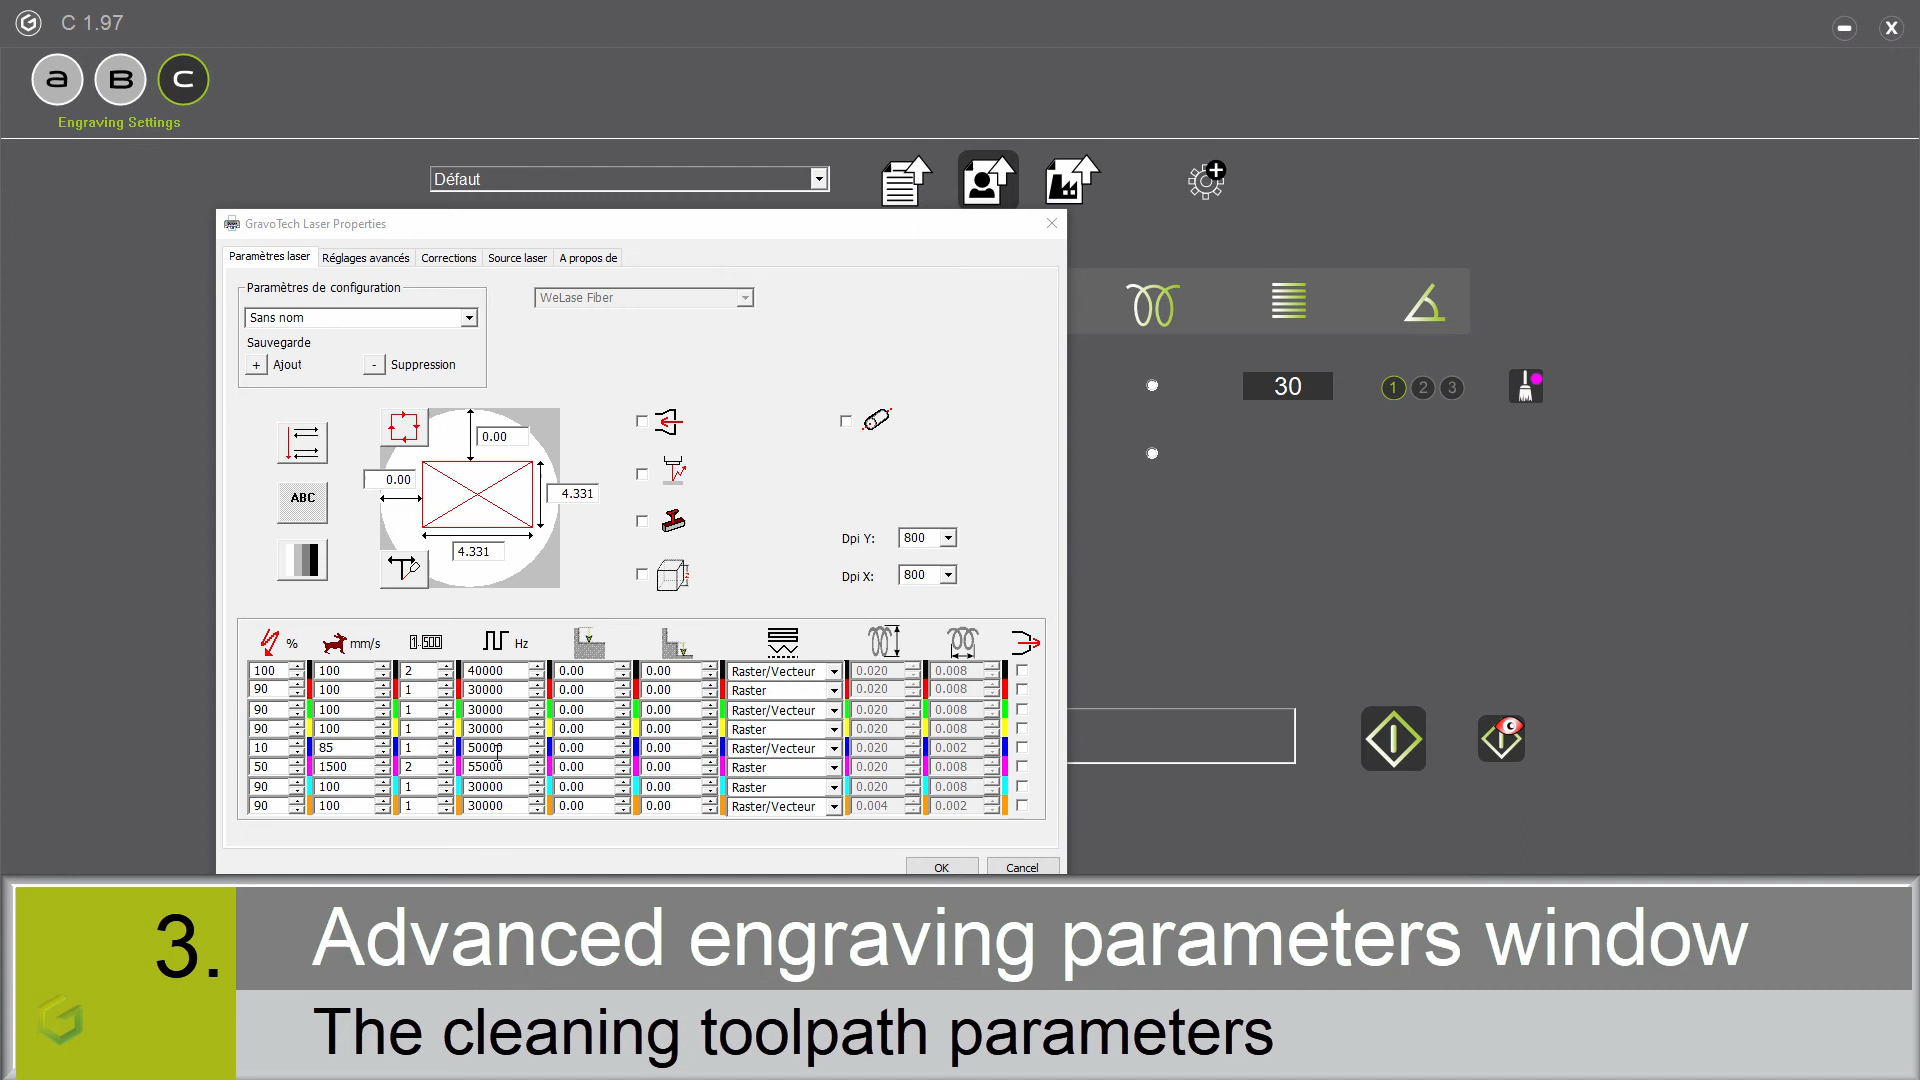 C 1.97
a B C
Engraving Settings
Défaut
GravoTech Laser Properties
Paramètres laser Réglages avancés Corrections Source laser A propos de
Paramètres de configuration
WeLase Fiber
Sans nom
Sauvegarde
+ Ajout - Suppression
30 1 2 3
0.00
ABC
0.00
4.331
4.331
Dpi Y: 800
Dpi X: 800
% mm/s 1.500 Hz
100 100 2 40000 0.00 0.00 Raster/Vecteur 0.020 0.008
90 100 1 30000 0.00 0.00 Raster 0.020 0.008
90 100 1 30000 0.00 0.00 Raster/Vecteur 0.020 0.008
90 100 1 30000 0.00 0.00 Raster 0.020 0.008
10 85 1 50000 0.00 0.00 Raster/Vecteur 0.020 0.002
50 1500 2 55000 0.00 0.00 Raster 0.020 0.008
90 100 1 30000 0.00 0.00 Raster 0.020 0.008
90 100 1 30000 0.00 0.00 Raster/Vecteur 0.004 0.002
OK Cancel
3. Advanced engraving parameters window
The cleaning toolpath parameters